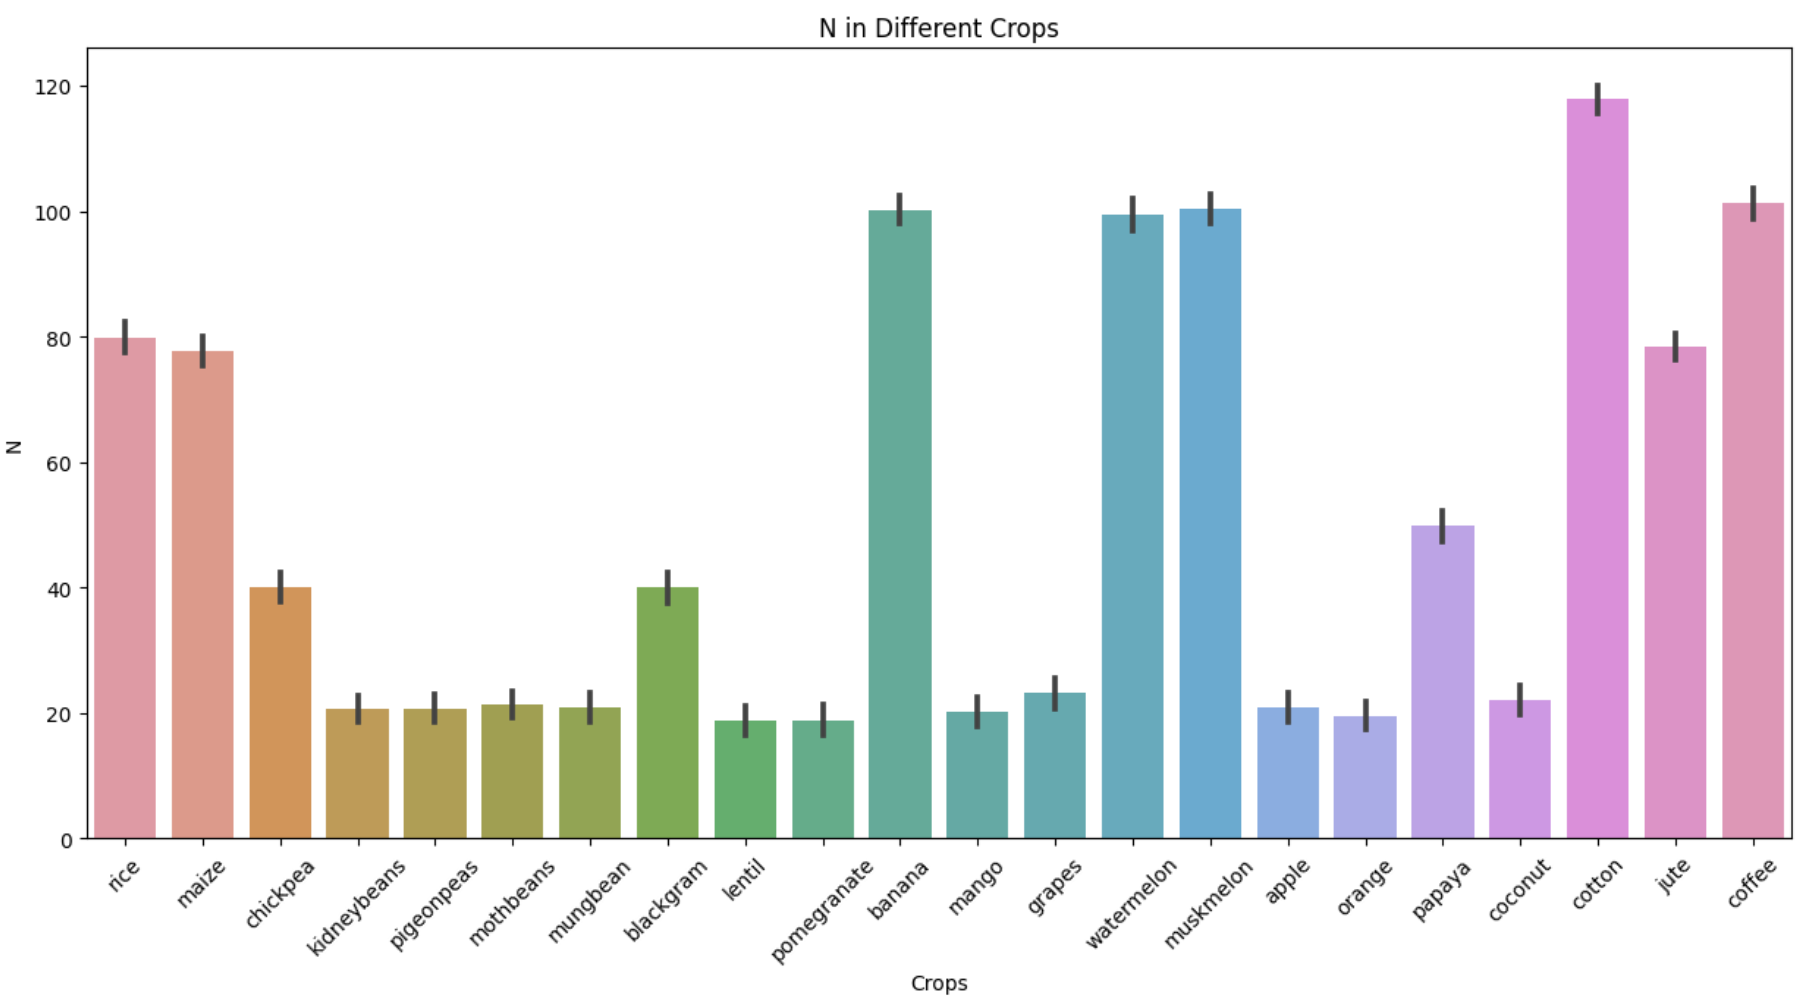 N in Different Crops
120
100
80
60
40
20
0
N
rice
maize
chickpea
kidneybeans
pigeonpeas
mothbeans
mungbean
blackgram
lentil
pomegranate
banana
mango
grapes
watermelon
muskmelon
apple
orange
papaya
coconut
cotton
jute
coffee
Crops